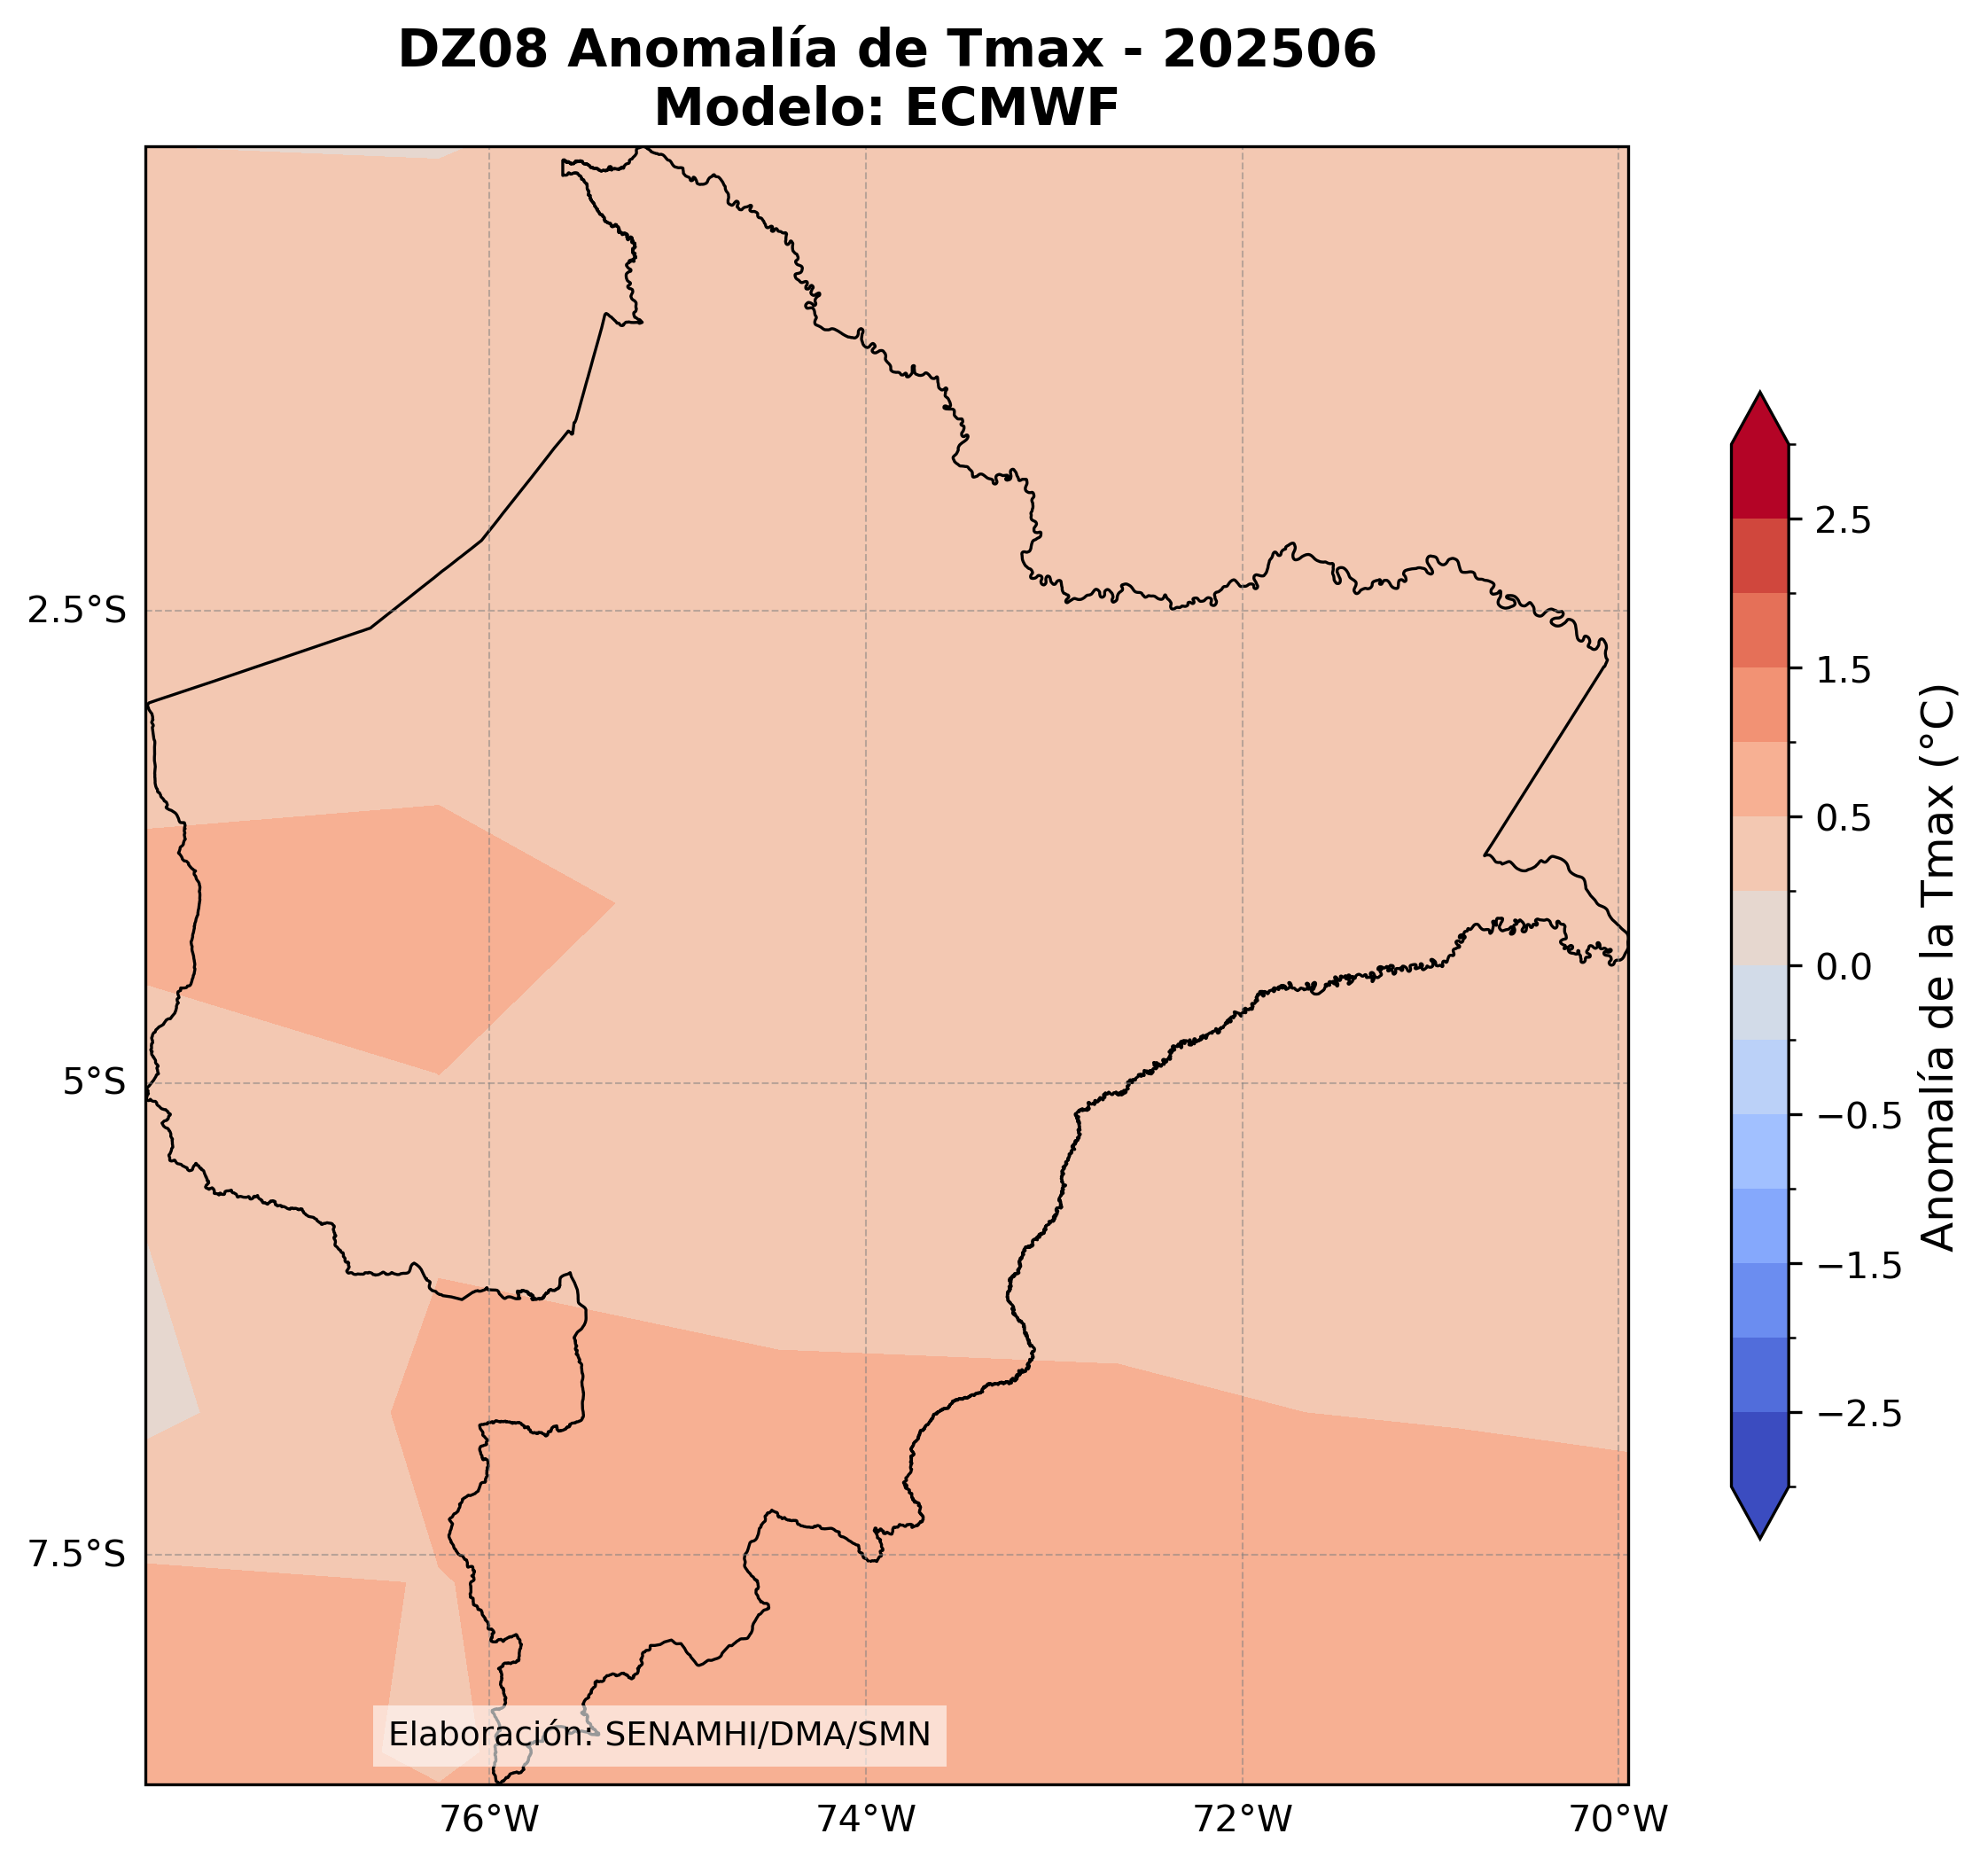 DZ08 Anomalía de Tmax - 202506
Modelo: ECMWF
2.5°S
5°S
7.5°S
76°W
74°W
72°W
70°W
Elaboración: SENAMHI/DMA/SMN
2.5
1.5
0.5
0.0
−0.5
−1.5
−2.5
Anomalía de la Tmax (°C)